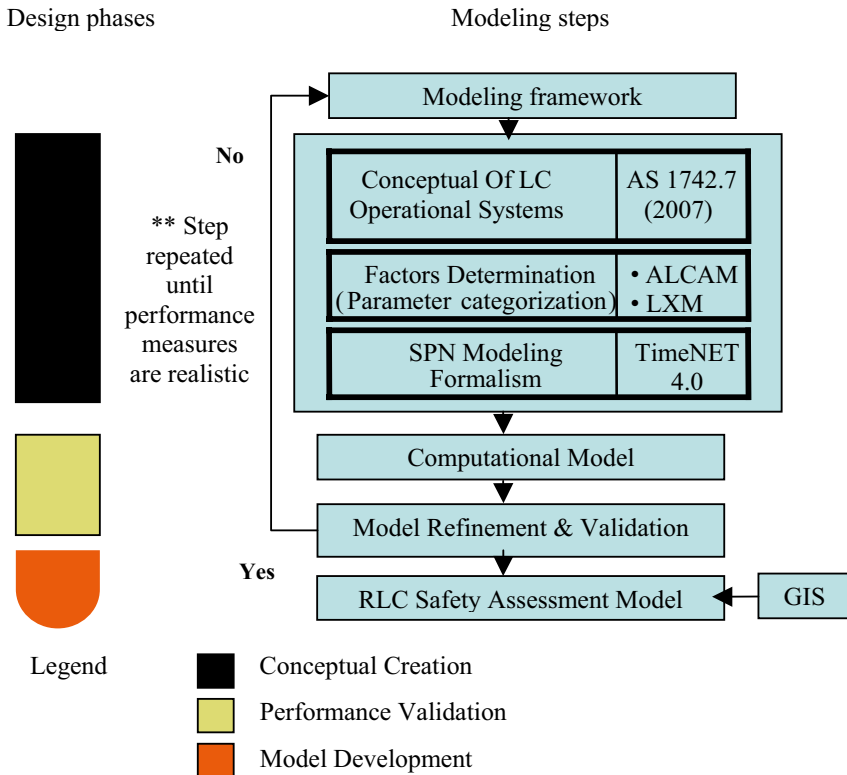 Design phases
Modeling steps
Modeling framework
No
Conceptual Of LC
Operational Systems
AS 1742.7
(2007)
** Step
repeated
until
performance
measures
are realistic
Factors Determination
(Parameter categorization)
• ALCAM
• LXM
SPN Modeling
Formalism
TimeNET
4.0
Computational Model
Model Refinement & Validation
Yes
RLC Safety Assessment Model
GIS
Legend
Conceptual Creation
Performance Validation
Model Development